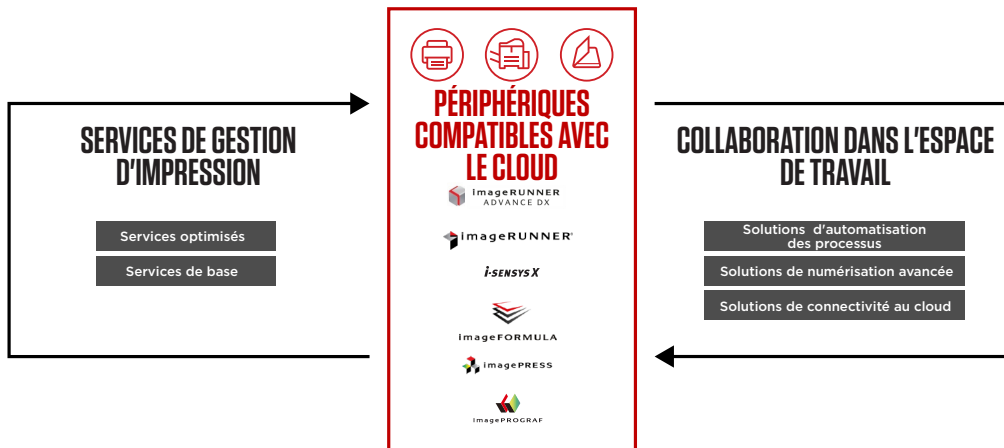 SERVICES DE GESTION
D'IMPRESSION
Services optimisés
Services de base
PÉRIPHÉRIQUES
COMPATIBLES AVEC
LE CLOUD
imageRUNNER
ADVANCE DX
imageRUNNER
i-SENSYS X
imageFORMULA
imagePRESS
imagePROGRAF
COLLABORATION DANS L'ESPACE
DE TRAVAIL
Solutions d'automatisation
des processus
Solutions de numérisation avancée
Solutions de connectivité au cloud